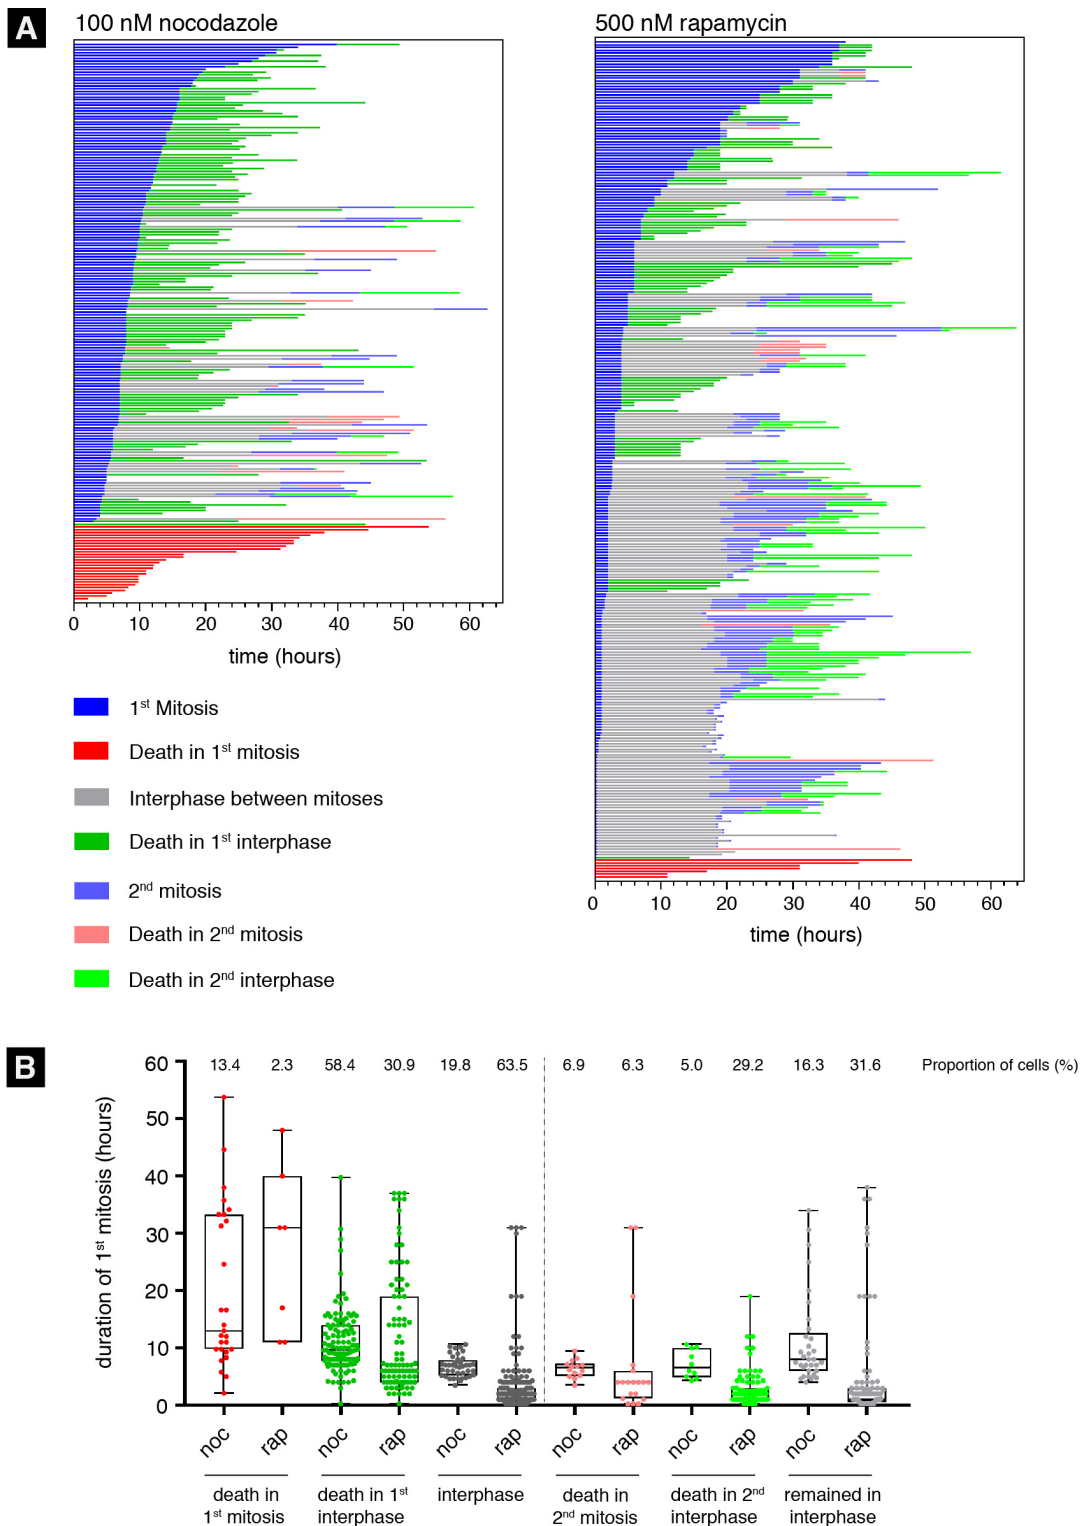 A
100 nM nocodazole
500 nM rapamycin
0 10 20 30 40 50 60
time (hours)
0 10 20 30 40 50 60
time (hours)
1st Mitosis
Death in 1st mitosis
Interphase between mitoses
Death in 1st interphase
2nd mitosis
Death in 2nd mitosis
Death in 2nd interphase
B
13.4 2.3 58.4 30.9 19.8 63.5 6.9 6.3 5.0 29.2 16.3 31.6 Proportion of cells (%)
duration of 1st mitosis (hours)
60
50
40
30
20
10
0
noc rap noc rap noc rap noc rap noc rap noc rap
death in 1st mitosis
death in 1st interphase
interphase
death in 2nd mitosis
death in 2nd interphase
remained in interphase